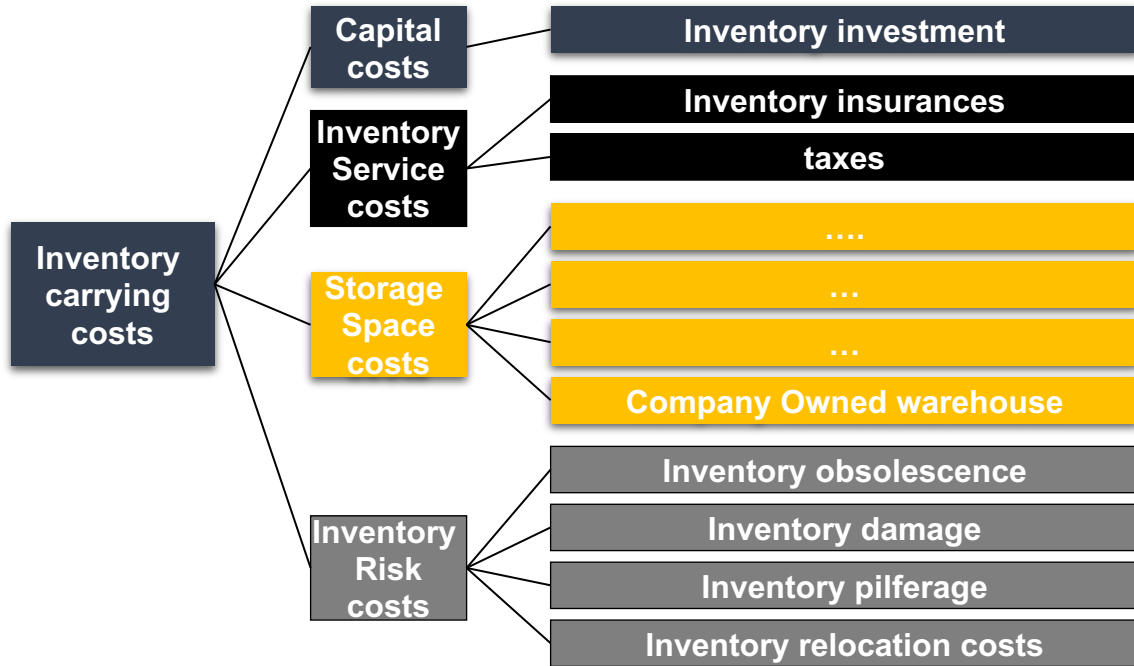 Capital
costs
Inventory investment
Inventory
Service
costs
Inventory insurances
taxes
Inventory
carrying
costs
Storage
Space
costs
....
...
...
Company Owned warehouse
Inventory
Risk
costs
Inventory obsolescence
Inventory damage
Inventory pilferage
Inventory relocation costs